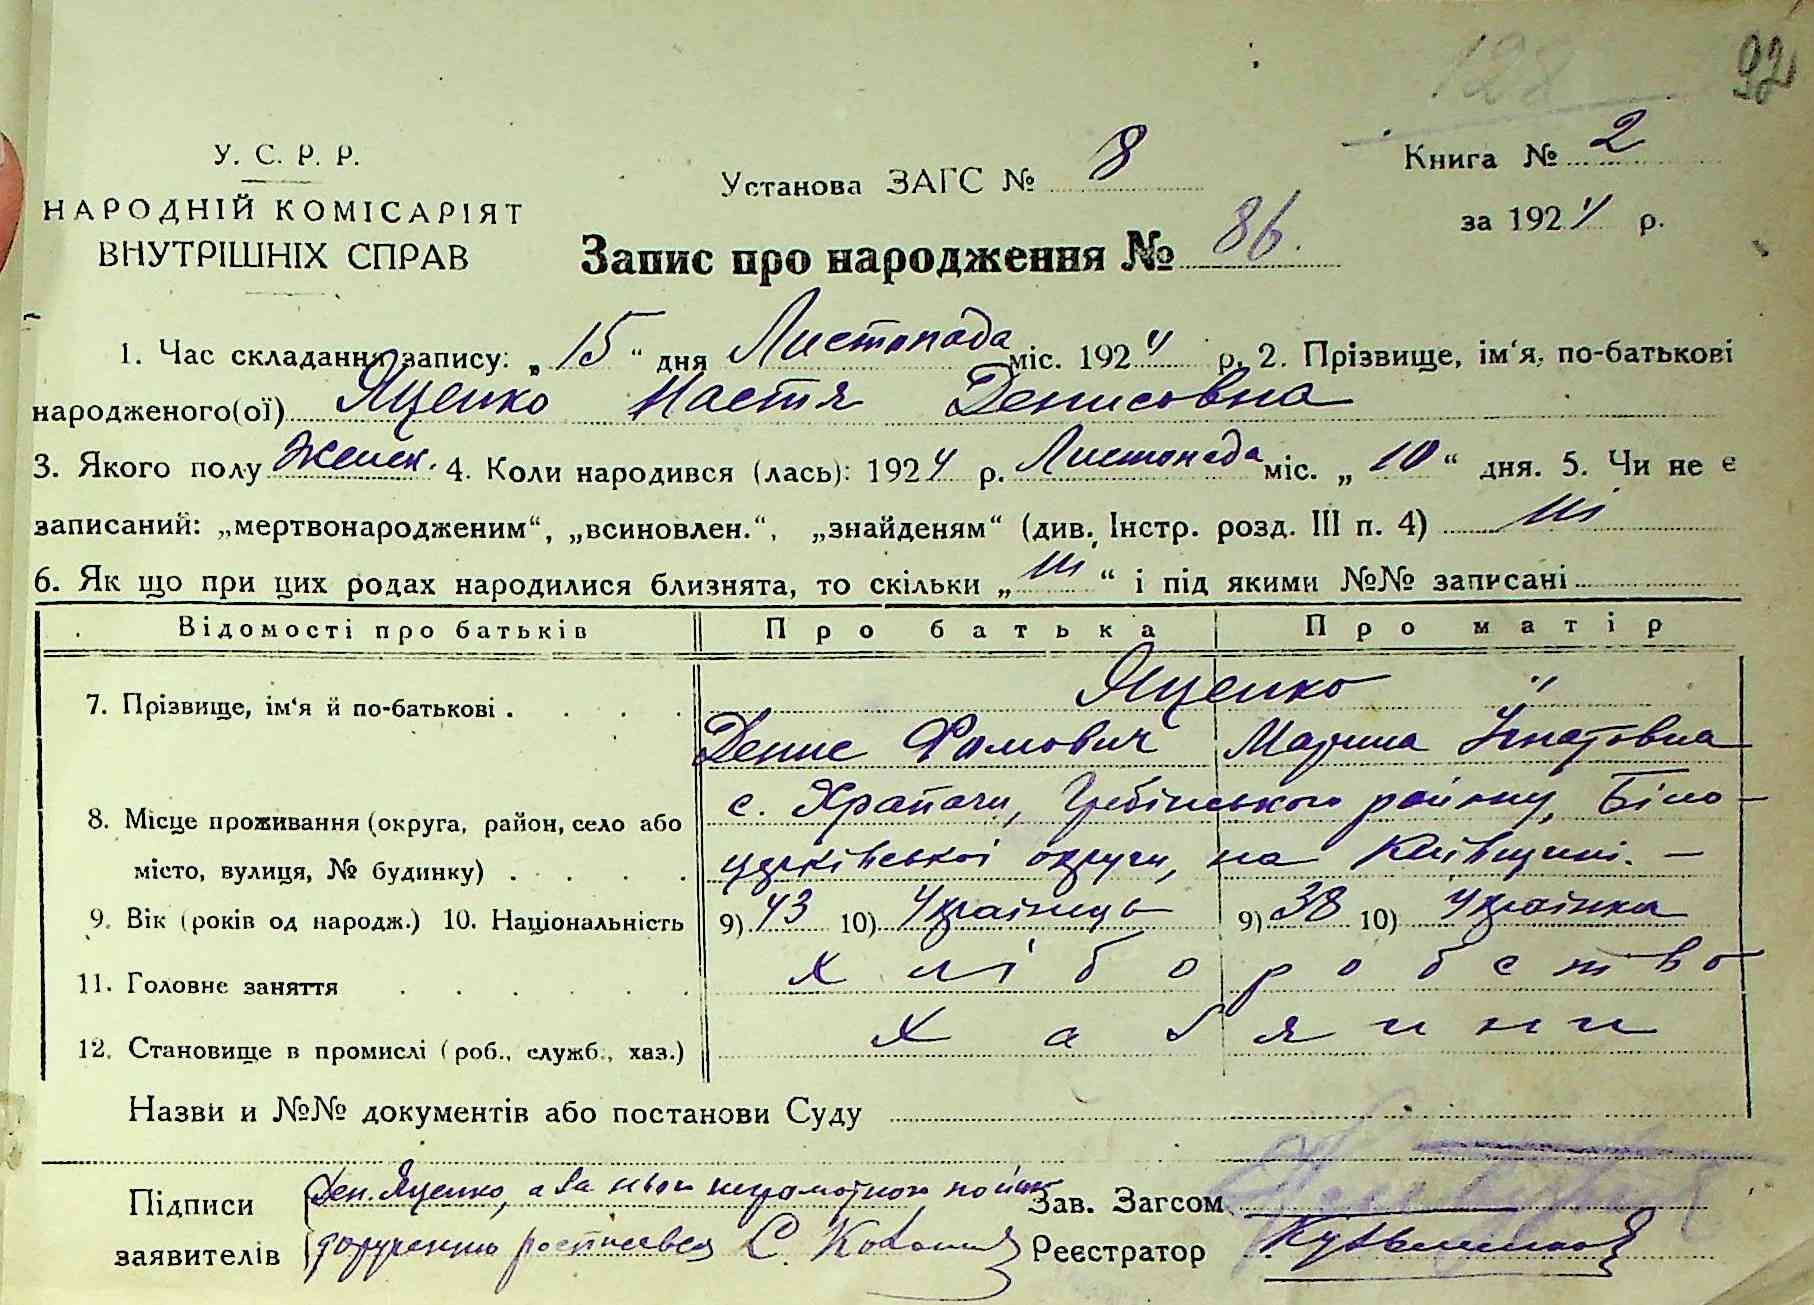 128
92
У. С. Р. Р.
НАРОДНІЙ КОМІСАРІЯТ
ВНУТРІШНІХ СПРАВ
Установа ЗАГС № 8
Книга № 2
за 1924 р.
Запис про народження № 86.
1. Час складання запису: „15“ дня Листопада міс. 1924 р. 2. Прізвище, ім‘я, по-батькові
народженого(ої) Яценко Настя Денисовна
3. Якого полу женск. 4. Коли народився (лась): 1924 р. Листопада міс. „10“ дня. 5. Чи не є
записаний: „мертвонародженим“, „всиновлен.“, „знайденям“ (див. Інстр. розд. III п. 4) ні
6. Як що при цих родах народилися близнята, то скільки „ні“ і під якими №№ записані
Відомості про батьків Про батька Про матір
7. Прізвище, ім‘я й по-батькові . . . . Яценко "
Денис Фомович Марина Ігнатовна
8. Місце проживання (округа, район, село або с. Храпачи, Гребінського району, Біло-
місто, вулиця, № будинку) . . . . церківської округи, на Київщині. —
9. Вік (років од народж.) 10. Національність 9) 43 10) Українець 9) 38 10) Українка
11. Головне заняття . . . . . хліборобство
12. Становище в промислі (роб., служб., хаз.) хазяини
Назви и №№ документів або постанови Суду
Підписи Ден. Яценко, а за неграмотного Зав. Загсом
заявителів дорученню росписався С. Реєстратор